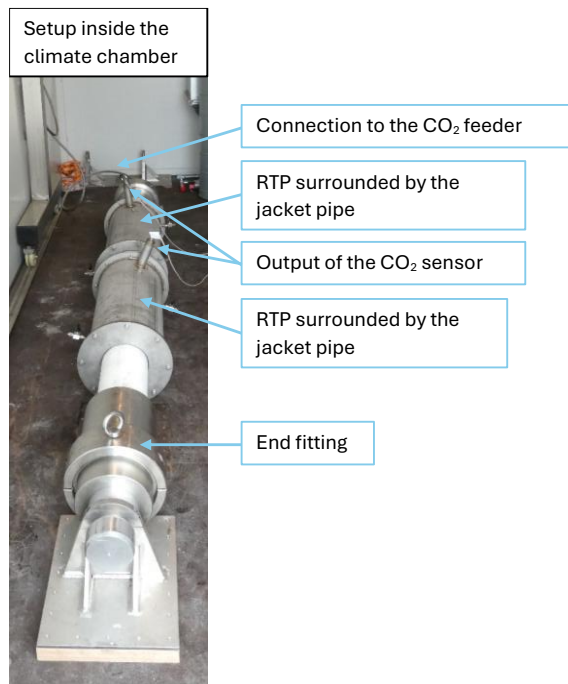 Setup inside the
climate chamber
Connection to the CO₂ feeder
RTP surrounded by the
jacket pipe
Output of the CO₂ sensor
RTP surrounded by the
jacket pipe
End fitting